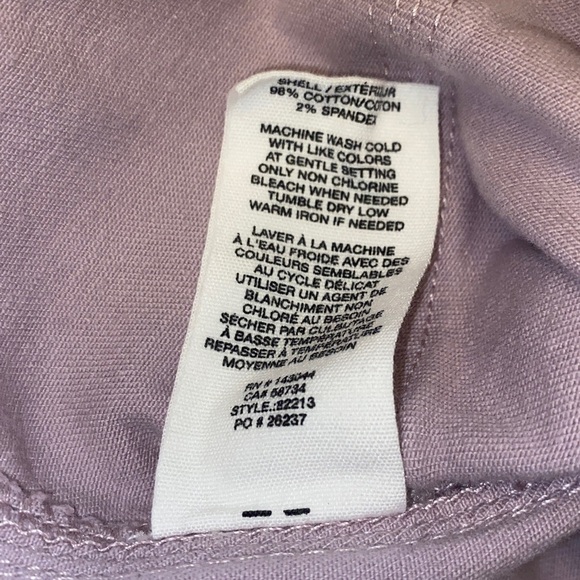 SHELL / EXTÉRIUR
98% COTTON/COTON
2% SPANDEX
MACHINE WASH COLD
WITH LIKE COLORS
AT GENTLE SETTING
ONLY NON CHLORINE
BLEACH WHEN NEEDED
TUMBLE DRY LOW
WARM IRON IF NEEDED
LAVER À LA MACHINE
À L'EAU FROIDE AVEC DES
COULEURS SEMBLABLES
AU CYCLE DÉLICAT
UTILISER UN AGENT DE
BLANCHIMENT NON
CHLORÉ AU BESOIN
SÉCHER PAR CULBUTAGE
À BASSE TEMPÉRATURE
REPASSER À TEMPÉRATURE
MOYENNE AU BESOIN
RN # 143044
CA# 58734
STYLE.:82213
PO # 26237